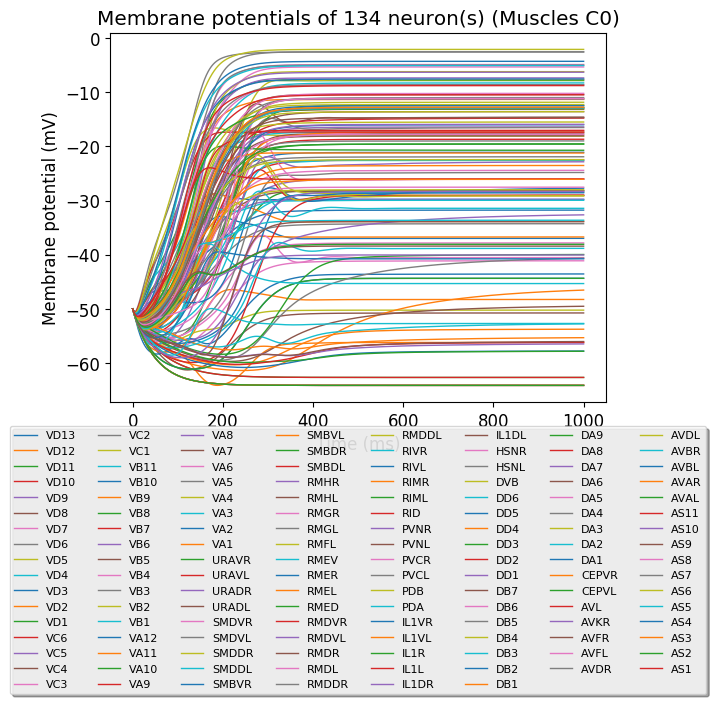 Membrane potentials of 134 neuron(s) (Muscles C0)
0
−10
−20
−30
−40
−50
−60
Membrane potential (mV)
0 200 400 600 800 1000
Time (ms)
VD13 VC2 VA8 SMBVL RMDDL IL1DL DA9 AVDL
VD12 VC1 VA7 SMBDR RIVR HSNR DA8 AVBR
VD11 VB11 VA6 SMBDL RIVL HSNL DA7 AVBL
VD10 VB10 VA5 RMHR RIMR DVB DA6 AVAR
VD9 VB9 VA4 RMHL RIML DD6 DA5 AVAL
VD8 VB8 VA3 RMGR RID DD5 DA4 AS11
VD7 VB7 VA2 RMGL PVNR DD4 DA3 AS10
VD6 VB6 VA1 RMFL PVNL DD3 DA2 AS9
VD5 VB5 URAVR RMEV PVCR DD2 DA1 AS8
VD4 VB4 URAVL RMER PVCL DD1 CEPVR AS7
VD3 VB3 URADR RMEL PDB DB7 CEPVL AS6
VD2 VB2 URADL RMED PDA DB6 AVL AS5
VD1 VB1 SMDVR RMDVR IL1VR DB5 AVKR AS4
VC6 VA12 SMDVL RMDVL IL1VL DB4 AVFR AS3
VC5 VA11 SMDDR RMDR IL1R DB3 AVFL AS2
VC4 VA10 SMDDL RMDL IL1L DB2 AVDR AS1
VC3 VA9 SMBVR RMDDR IL1DR DB1